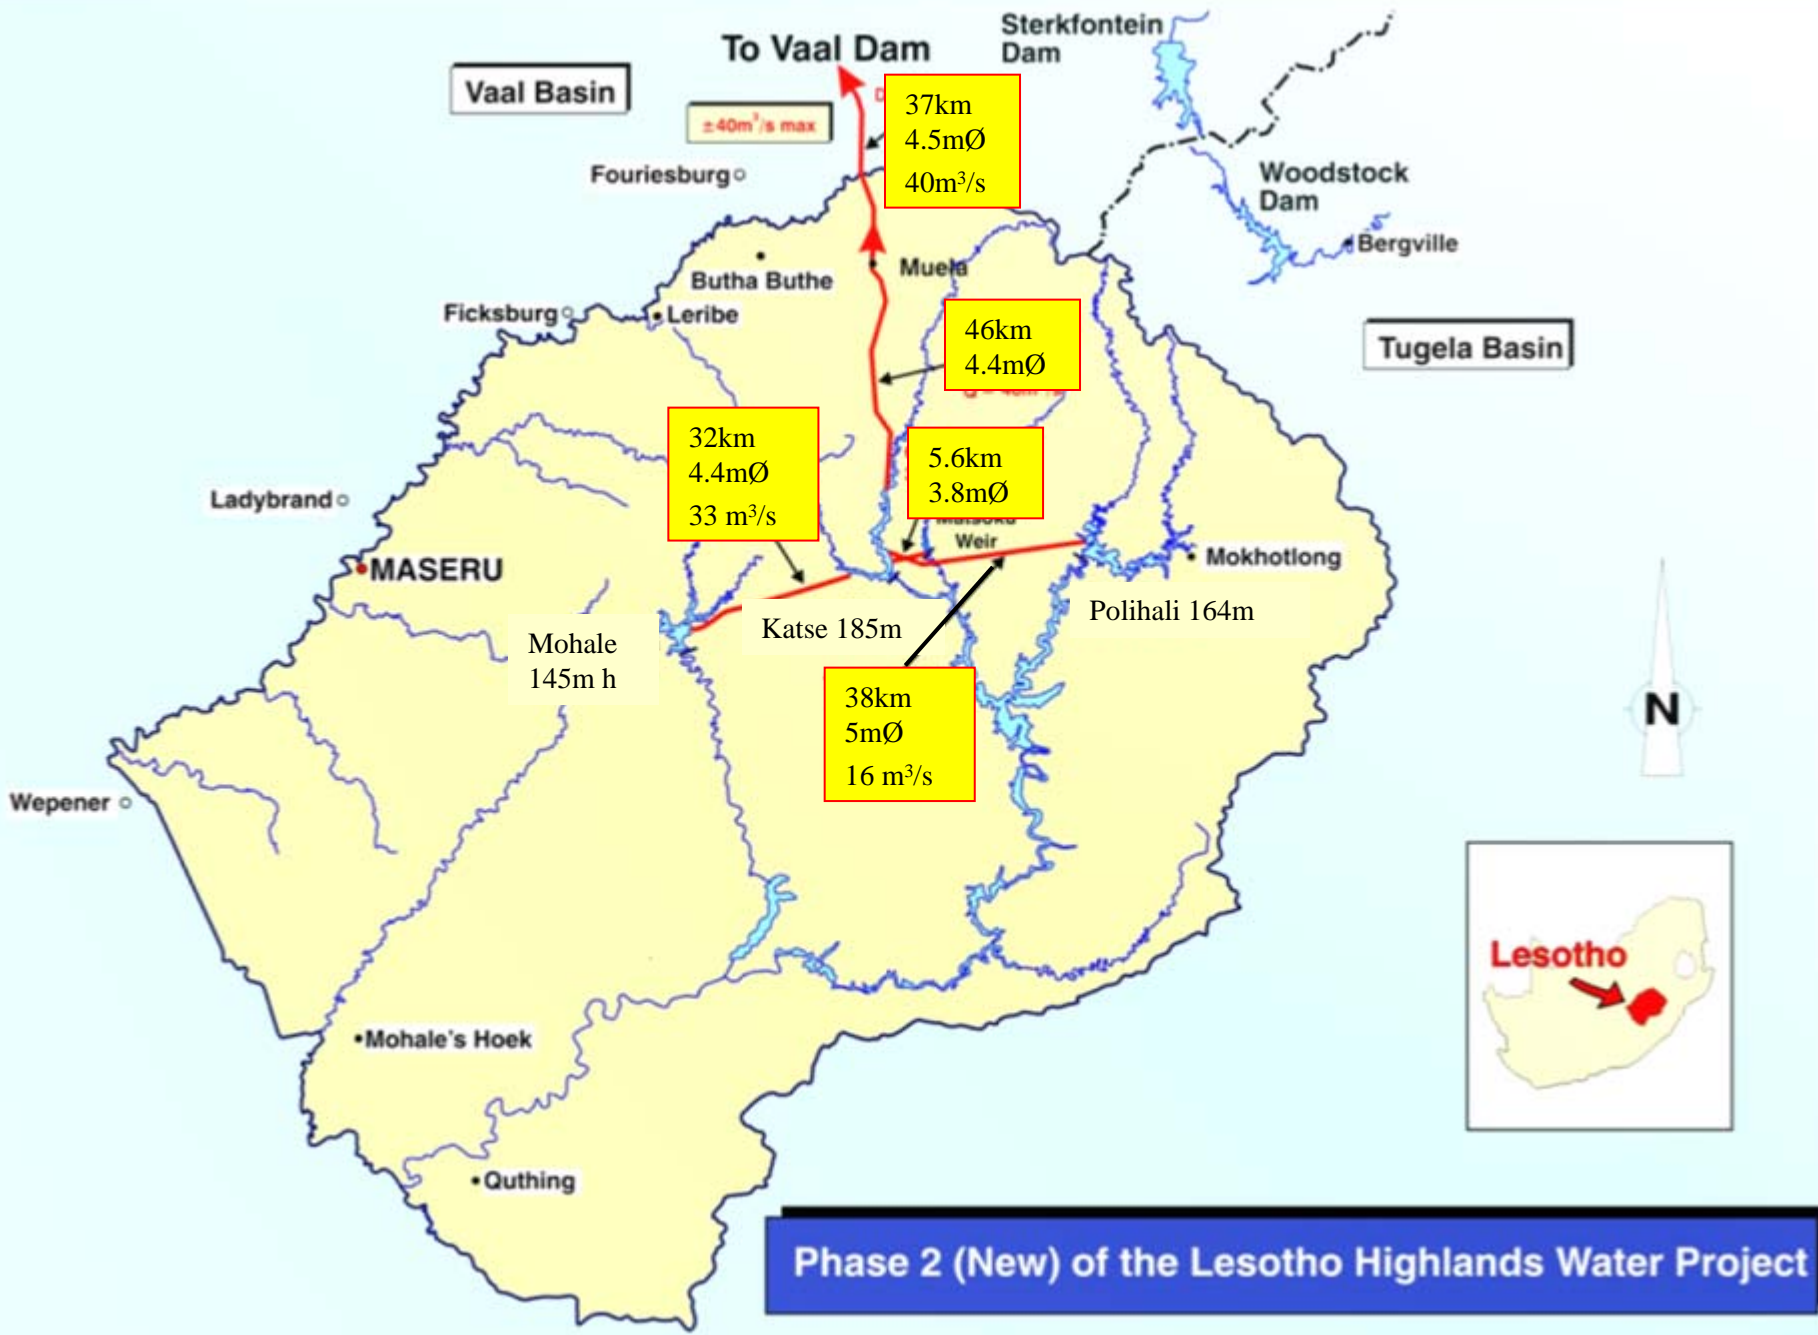 Sterkfontein
Dam
To Vaal Dam
Vaal Basin
37km
4.5mØ
40m³/s
±40m³/s max
Fouriesburg
Woodstock
Dam
Bergville
Muela
Butha Buthe
Ficksburg
Leribe
46km
4.4mØ
Tugela Basin
32km
4.4mØ
33 m³/s
5.6km
3.8mØ
Ladybrand
Matsoku
Weir
Mokhotlong
MASERU
Polihali 164m
Katse 185m
Mohale
145m h
38km
5mØ
16 m³/s
N
Wepener
Lesotho
Mohale's Hoek
Quthing
Phase 2 (New) of the Lesotho Highlands Water Project